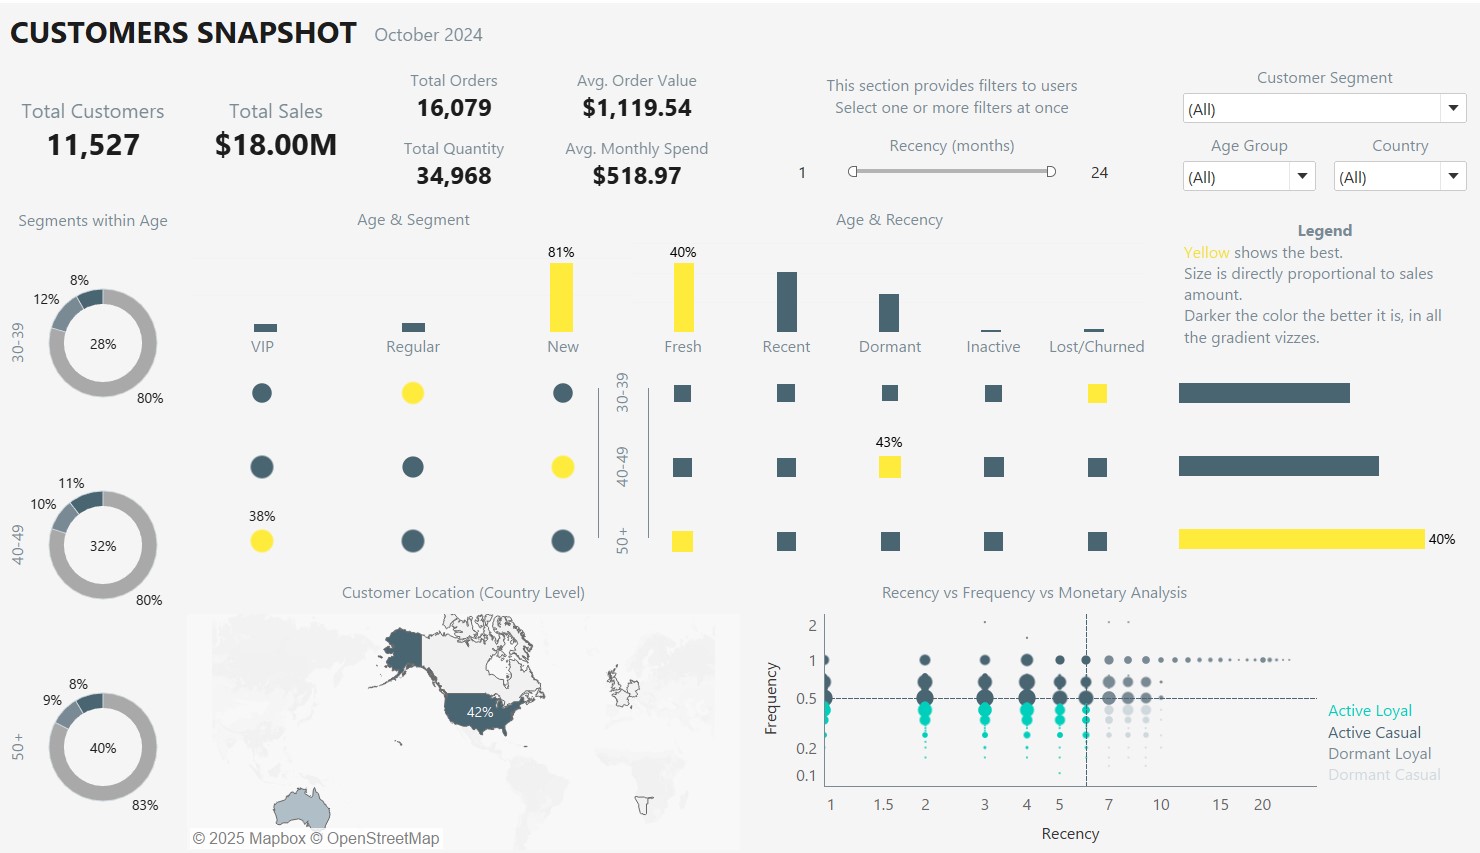 CUSTOMERS SNAPSHOT October 2024
Total Customers
11,527
Total Sales
$18.00M
Total Orders
16,079
Avg. Order Value
$1,119.54
Total Quantity
34,968
Avg. Monthly Spend
$518.97
This section provides filters to users
Select one or more filters at once
Recency (months)
1 24
Customer Segment
(All)
Age Group
(All)
Country
(All)
Segments within Age
8%
12%
30-39
28%
80%
11%
10%
40-49
32%
80%
8%
9%
50+
40%
83%
Age & Segment
81%
VIP Regular New
38%
Age & Recency
40%
Fresh Recent Dormant Inactive Lost/Churned
30-39
40-49
43%
50+
Legend
Yellow shows the best.
Size is directly proportional to sales
amount.
Darker the color the better it is, in all
the gradient vizzes.
40%
Customer Location (Country Level)
42%
© 2025 Mapbox © OpenStreetMap
Recency vs Frequency vs Monetary Analysis
Frequency
2
1
0.5
0.2
0.1
1 1.5 2 3 4 5 7 10 15 20
Recency
Active Loyal
Active Casual
Dormant Loyal
Dormant Casual